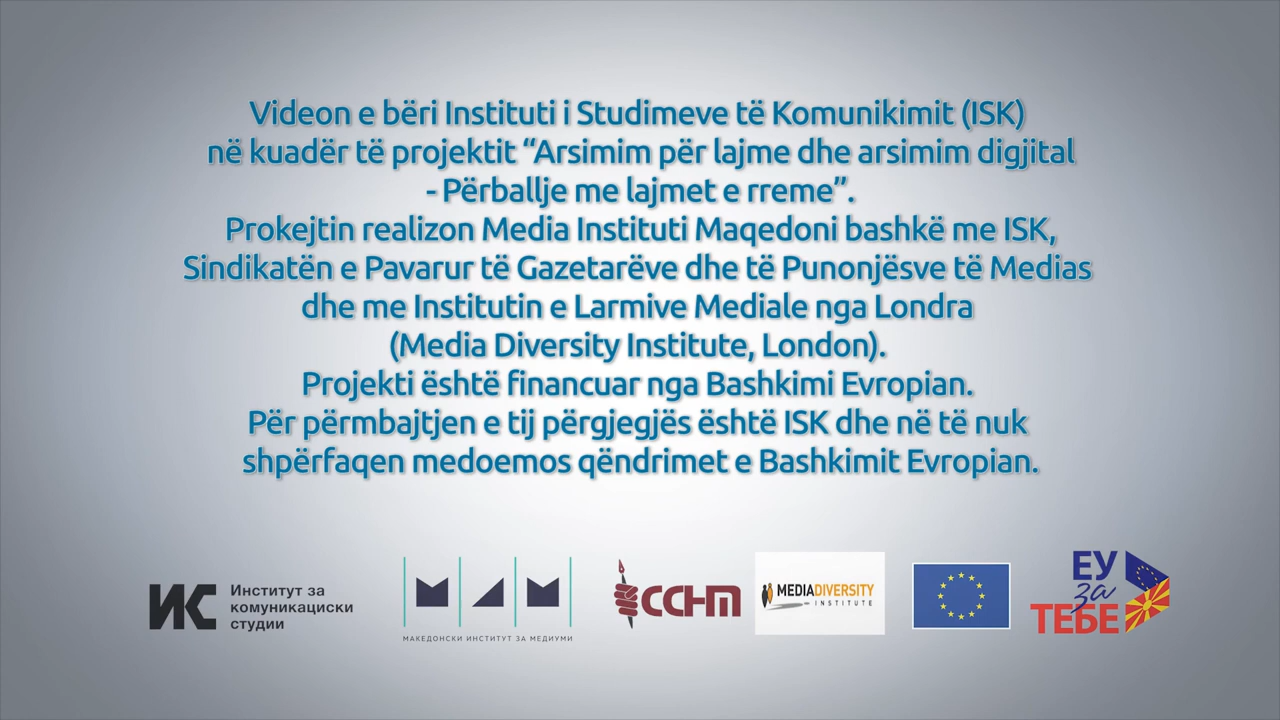 Videon e bëri Instituti i Studimeve të Komunikimit (ISK)
në kuadër të projektit “Arsimim për lajme dhe arsimim digjital
- Përballje me lajmet e rreme”.
Prokejtin realizon Media Instituti Maqedoni bashkë me ISK,
Sindikatën e Pavarur të Gazetarëve dhe të Punonjësve të Medias
dhe me Institutin e Larmive Mediale nga Londra
(Media Diversity Institute, London).
Projekti është financuar nga Bashkimi Evropian.
Për përmbajtjen e tij përgjegjës është ISK dhe në të nuk
shpërfaqen medoemos qëndrimet e Bashkimit Evropian.
ИС
Институт за
комуникациски
студии
МАКЕДОНСКИ ИНСТИТУТ ЗА МЕДИУМИ
ССНМ
MEDIADIVERSITY
INSTITUTE
ЕУ
за
ТЕБЕ